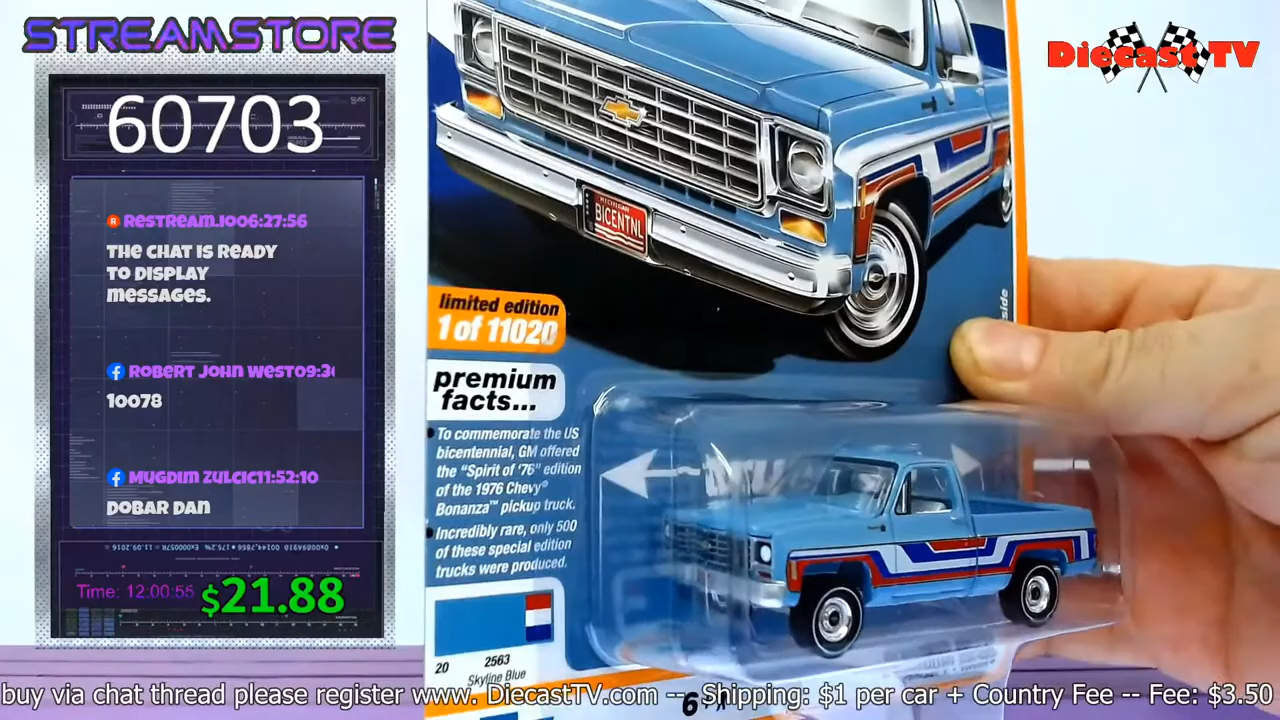 STREAMSTORE
60703
Restream.io06:27:56
The chat is ready
to display
messages.
Robert John West09:3
10078
Mugdim Zulcic11:52:10
Dobar dan
Time: 12:00:56
$21.88
Diecast TV
MICHIGAN
BICENTNL
limited edition
1 of 11020
premium
facts...
To commemorate the US
bicentennial, GM offered
the "Spirit of '76" edition
of the 1976 Chevy®
Bonanza™ pickup truck.
Incredibly rare, only 500
of these special edition
trucks were produced.
20
2563
Skyline Blue
side
buy via chat thread please register www. DiecastTV.com -- Shipping: $1 per car + Country Fee -- Fee: $3.50